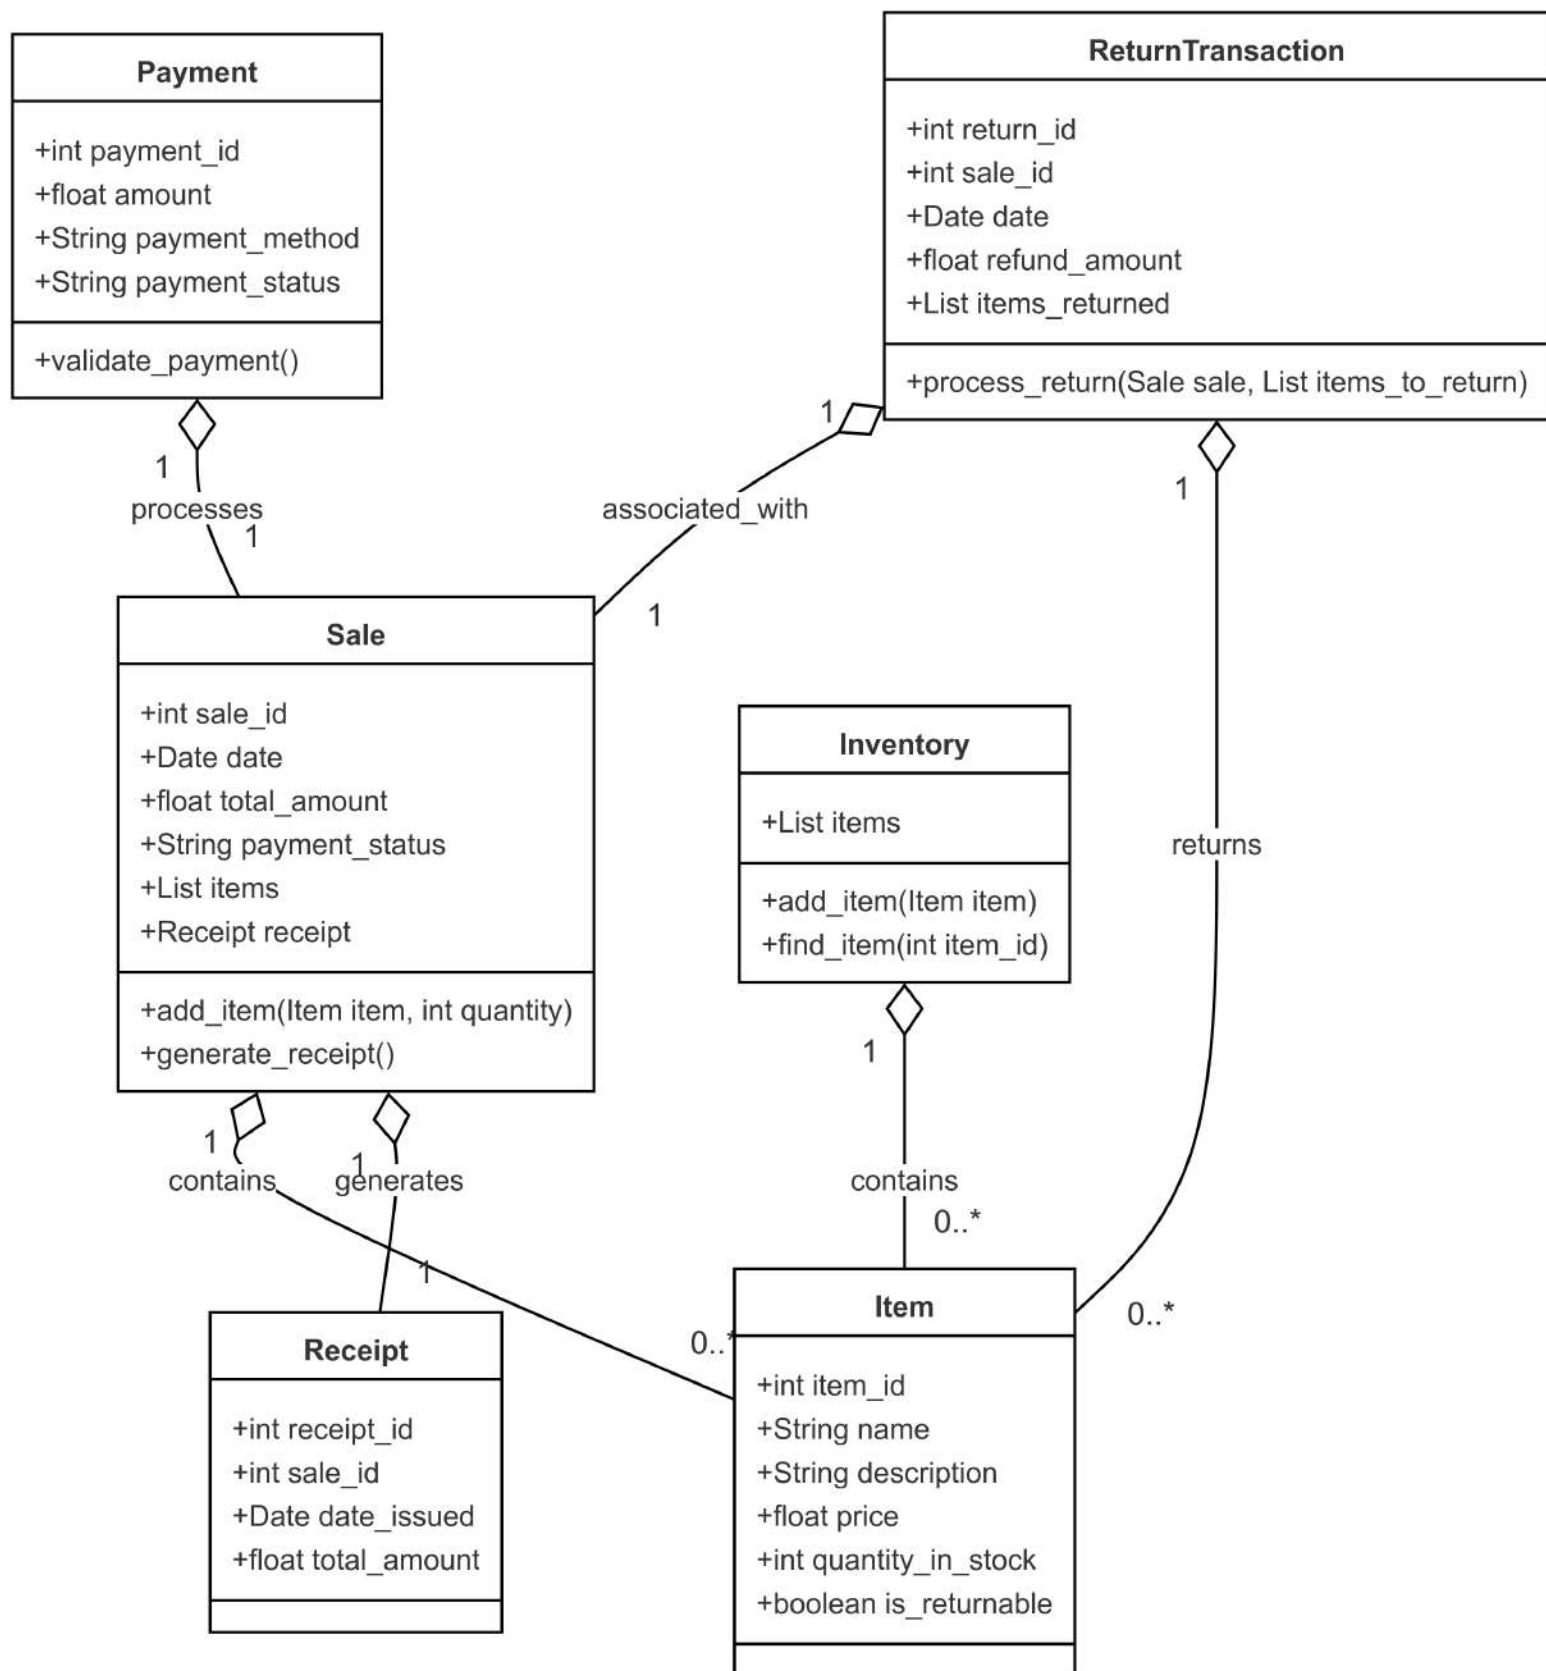 Payment
+int payment_id
+float amount
+String payment_method
+String payment_status
+validate_payment()
ReturnTransaction
+int return_id
+int sale_id
+Date date
+float refund_amount
+List items_returned
+process_return(Sale sale, List items_to_return)
1
processes
1
1
associated_with
1
1
returns
0..*
Sale
+int sale_id
+Date date
+float total_amount
+String payment_status
+List items
+Receipt receipt
+add_item(Item item, int quantity)
+generate_receipt()
Inventory
+List items
+add_item(Item item)
+find_item(int item_id)
1
contains
0..*
1
generates
1
1
contains
0..*
Receipt
+int receipt_id
+int sale_id
+Date date_issued
+float total_amount
Item
+int item_id
+String name
+String description
+float price
+int quantity_in_stock
+boolean is_returnable